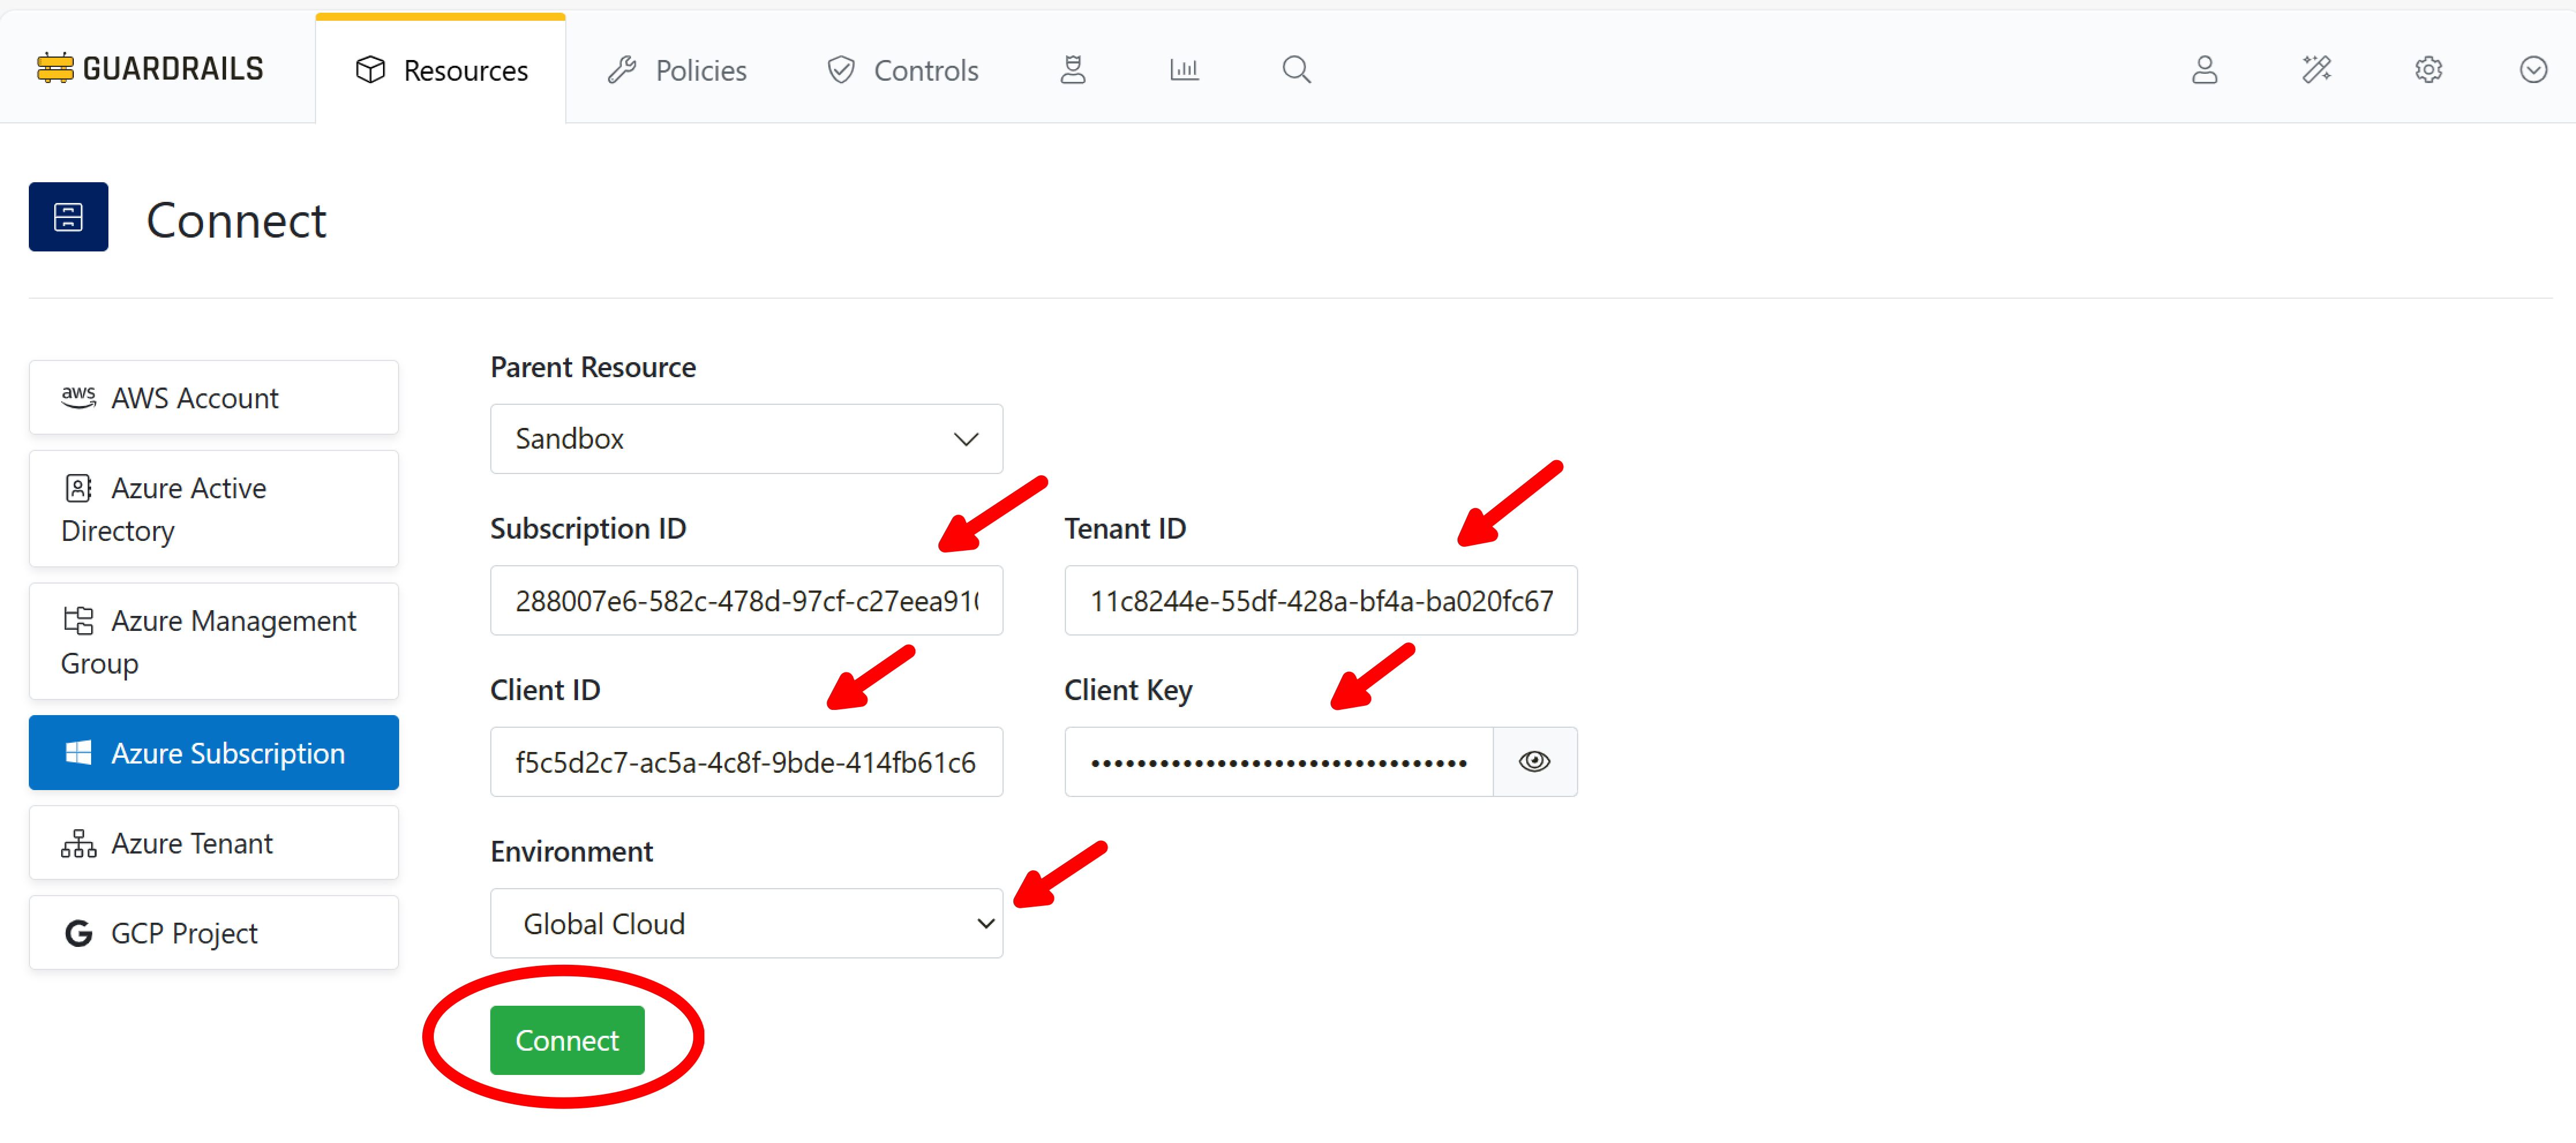 GUARDRAILS
Resources
Policies
Controls
Connect
aws AWS Account
Azure Active
Directory
Azure Management
Group
Azure Subscription
Azure Tenant
GCP Project
Parent Resource
Sandbox
Subscription ID
288007e6-582c-478d-97cf-c27eea910
Tenant ID
11c8244e-55df-428a-bf4a-ba020fc67
Client ID
f5c5d2c7-ac5a-4c8f-9bde-414fb61c6
Client Key
•••••••••••••••••••••••••••••••••
Environment
Global Cloud
Connect